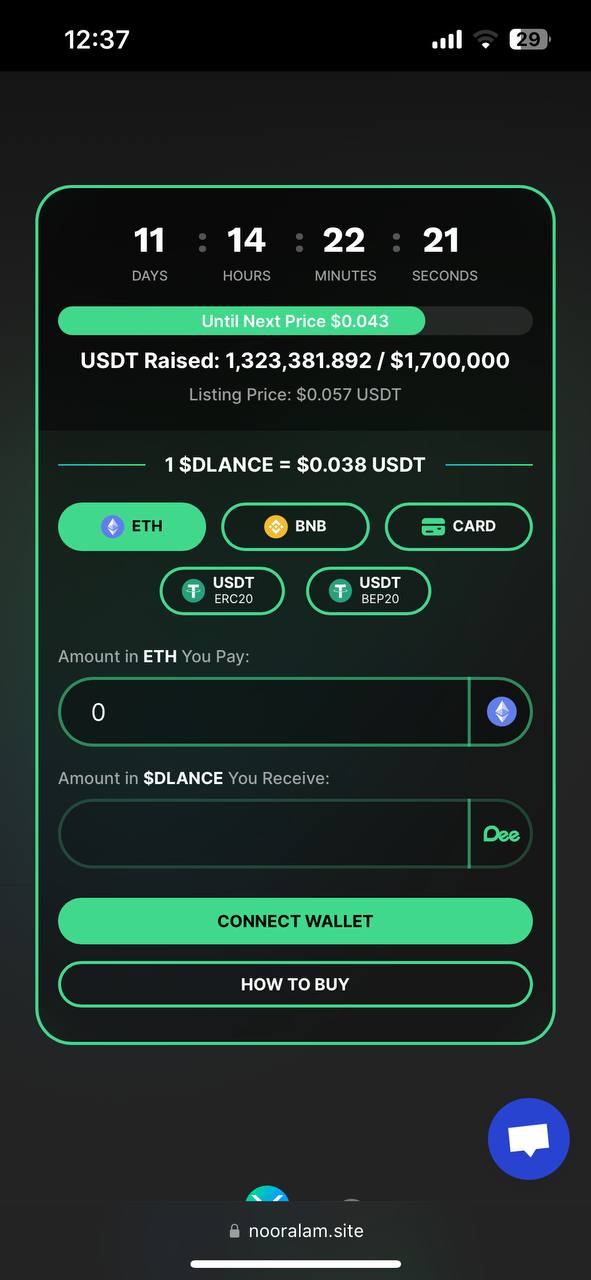 12:37
29
11 : 14 : 22 : 21
DAYS HOURS MINUTES SECONDS
Until Next Price $0.043
USDT Raised: 1,323,381.892 / $1,700,000
Listing Price: $0.057 USDT
1 $DLANCE = $0.038 USDT
ETH BNB CARD
USDT USDT
ERC20 BEP20
Amount in ETH You Pay:
0
Amount in $DLANCE You Receive:
Dee
CONNECT WALLET
HOW TO BUY
nooralam.site